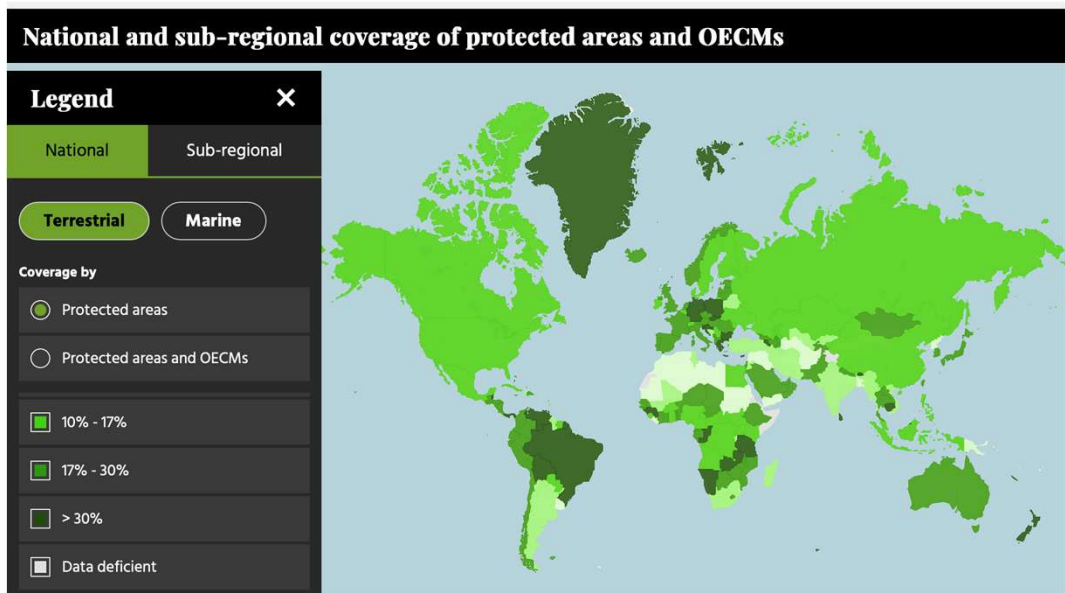 National and sub-regional coverage of protected areas and OECMs
Legend ×
National Sub-regional
Terrestrial Marine
Coverage by
Protected areas
Protected areas and OECMs
10% - 17%
17% - 30%
> 30%
Data deficient